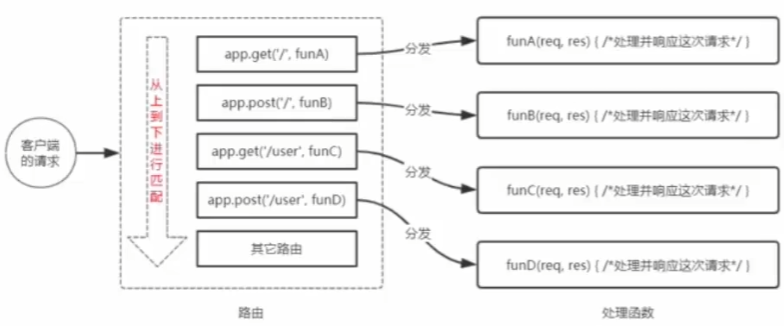 客户端
的请求
从上到下进行匹配
app.get('/', funA)
app.post('/', funB)
app.get('/user', funC)
app.post('/user', funD)
其它路由
路由
分发
分发
分发
分发
funA(req, res) { /*处理并响应这次请求*/ }
funB(req, res) { /*处理并响应这次请求*/ }
funC(req, res) { /*处理并响应这次请求*/ }
funD(req, res) { /*处理并响应这次请求*/ }
处理函数